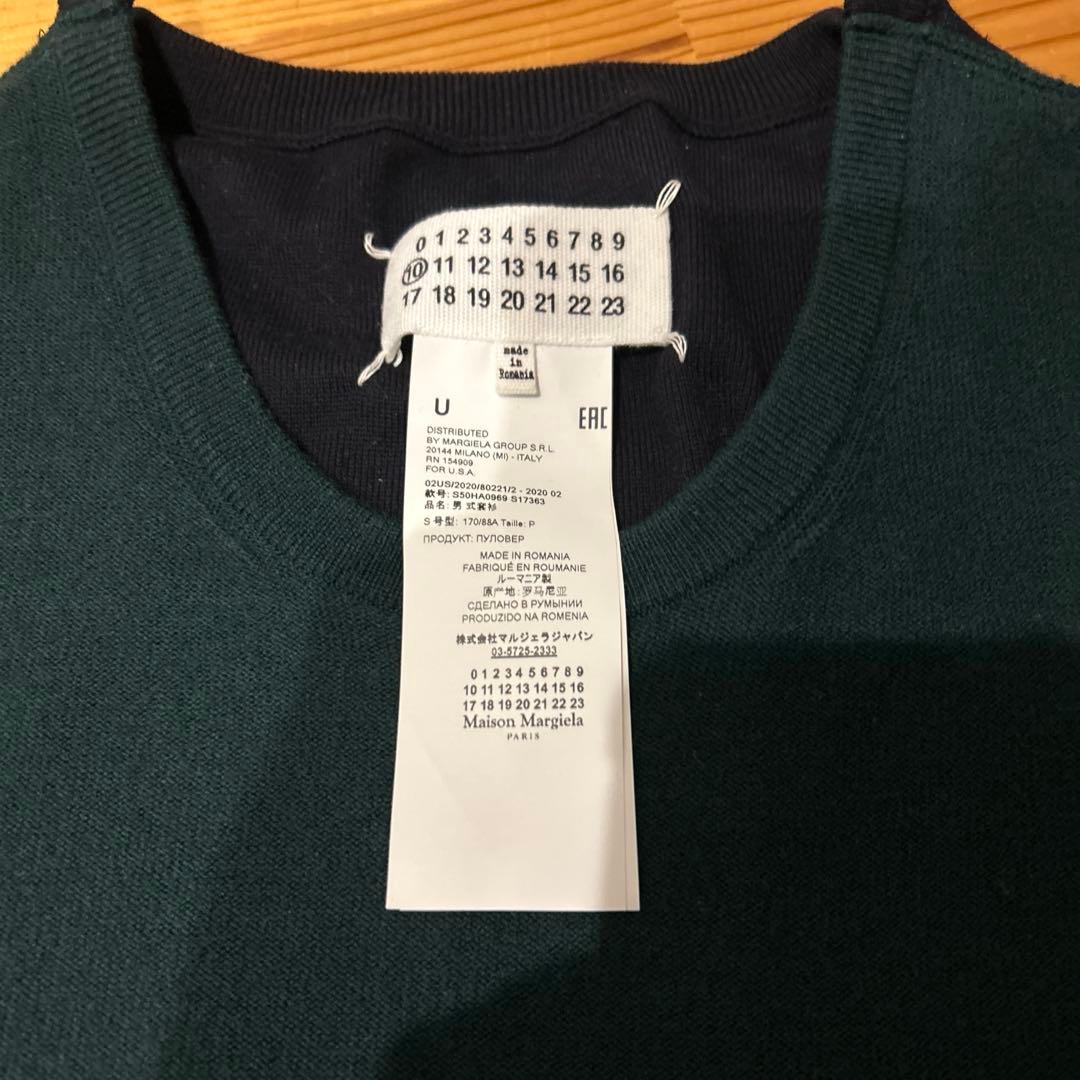 0 1 2 3 4 5 6 7 8 9
10 11 12 13 14 15 16
17 18 19 20 21 22 23
made
in
Romania
U
EAC
DISTRIBUTED
BY MARGIELA GROUP S.R.L.
20144 MILANO (MI) - ITALY
RN 154909
FOR U.S.A.
02US/2020/80221/2 - 2020 02
款号: S50HA0969 S17363
品名: 男 式套衫
S 号型: 170/88A Taille: P
ПРОДУКТ: ПУЛОВЕР
MADE IN ROMANIA
FABRIQUÉ EN ROUMANIE
ルーマニア製
原产地: 罗马尼亚
СДЕЛАНО В РУМЫНИИ
PRODUZIDO NA ROMENIA
株式会社マルジェラジャパン
03-5725-2333
0 1 2 3 4 5 6 7 8 9
10 11 12 13 14 15 16
17 18 19 20 21 22 23
Maison Margiela
PARIS